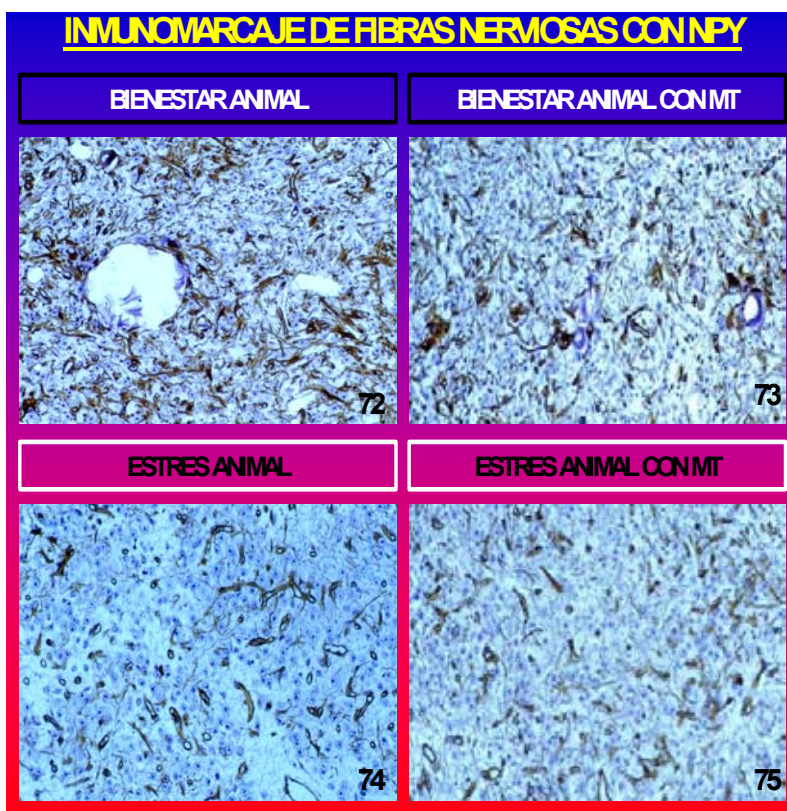 INMUNOMARCAJE DE FIBRAS NERVIOSAS CON NPY
BIENESTAR ANIMAL
BIENESTAR ANIMAL CON MT
72
73
ESTRES ANIMAL
ESTRES ANIMAL CON MT
74
75